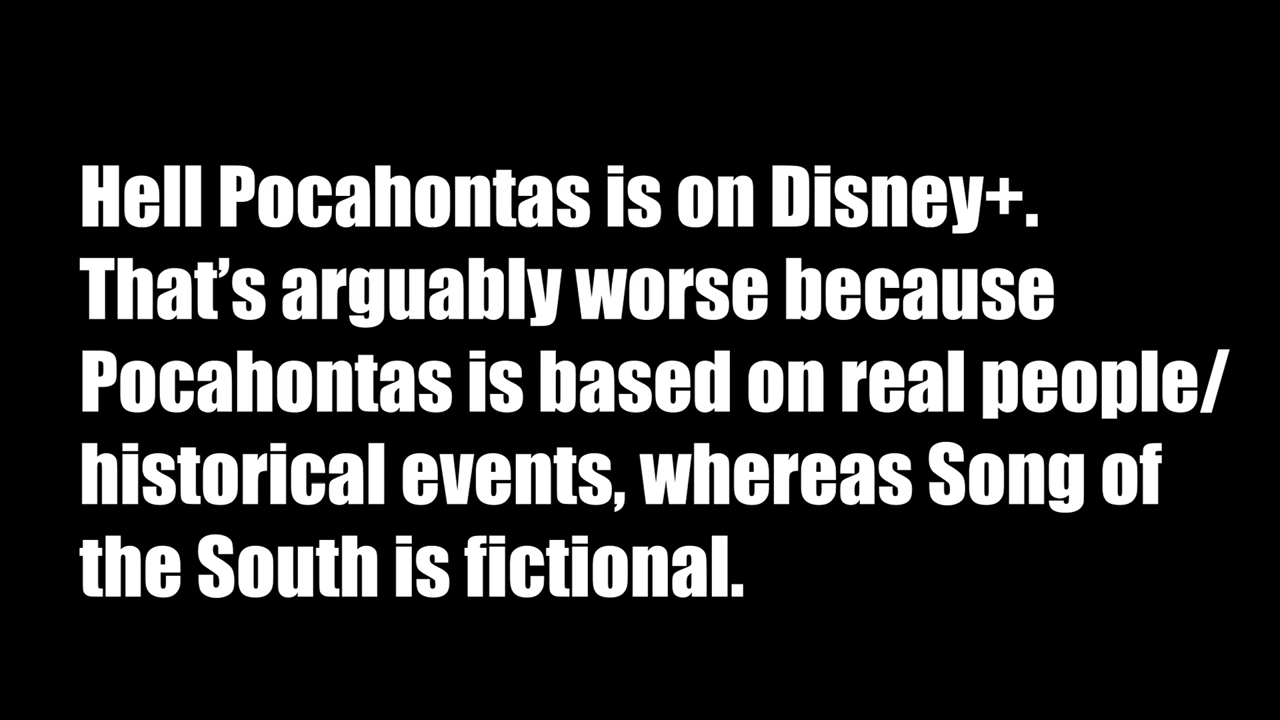 Hell Pocahontas is on Disney+.
That’s arguably worse because
Pocahontas is based on real people/
historical events, whereas Song of
the South is fictional.